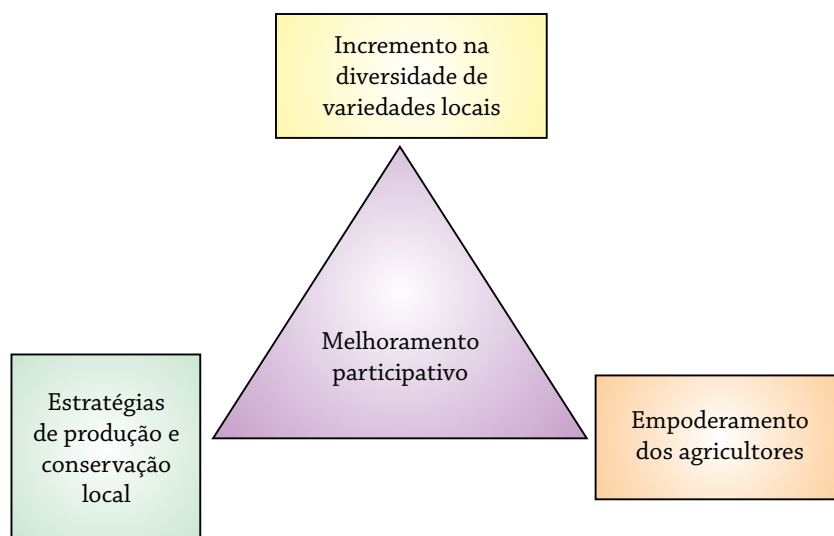 Incremento na
diversidade de
variedades locais
Melhoramento
participativo
Estratégias
de produção e
conservação
local
Empoderamento
dos agricultores